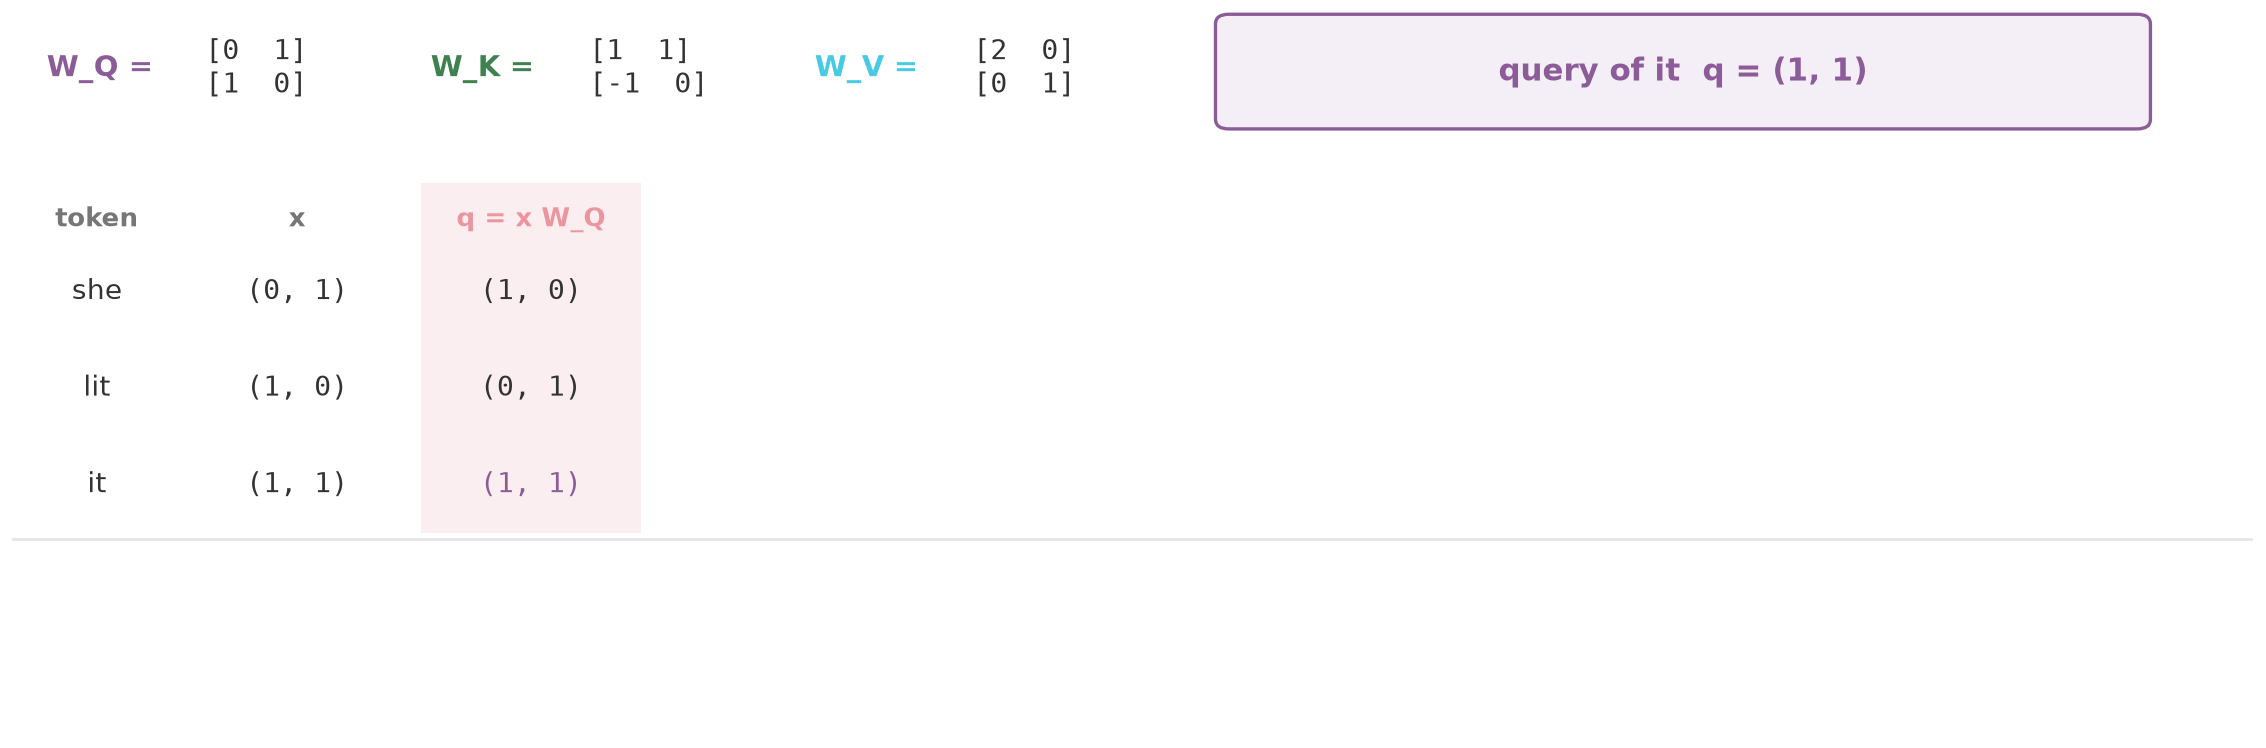 W_Q = [0  1]
[1  0]
W_K = [1  1]
[-1  0]
W_V = [2  0]
[0  1]
query of it  q = (1, 1)
token x q = x W_Q
she (0, 1) (1, 0)
lit (1, 0) (0, 1)
it (1, 1) (1, 1)